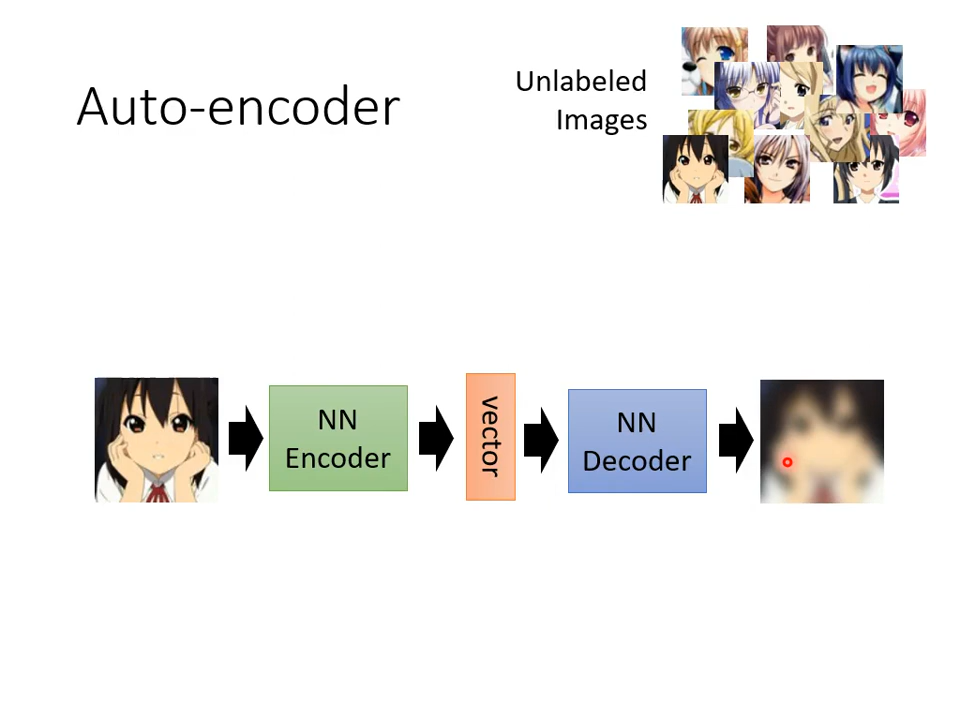 Auto-encoder
Unlabeled
Images
NN
Encoder
vector
NN
Decoder